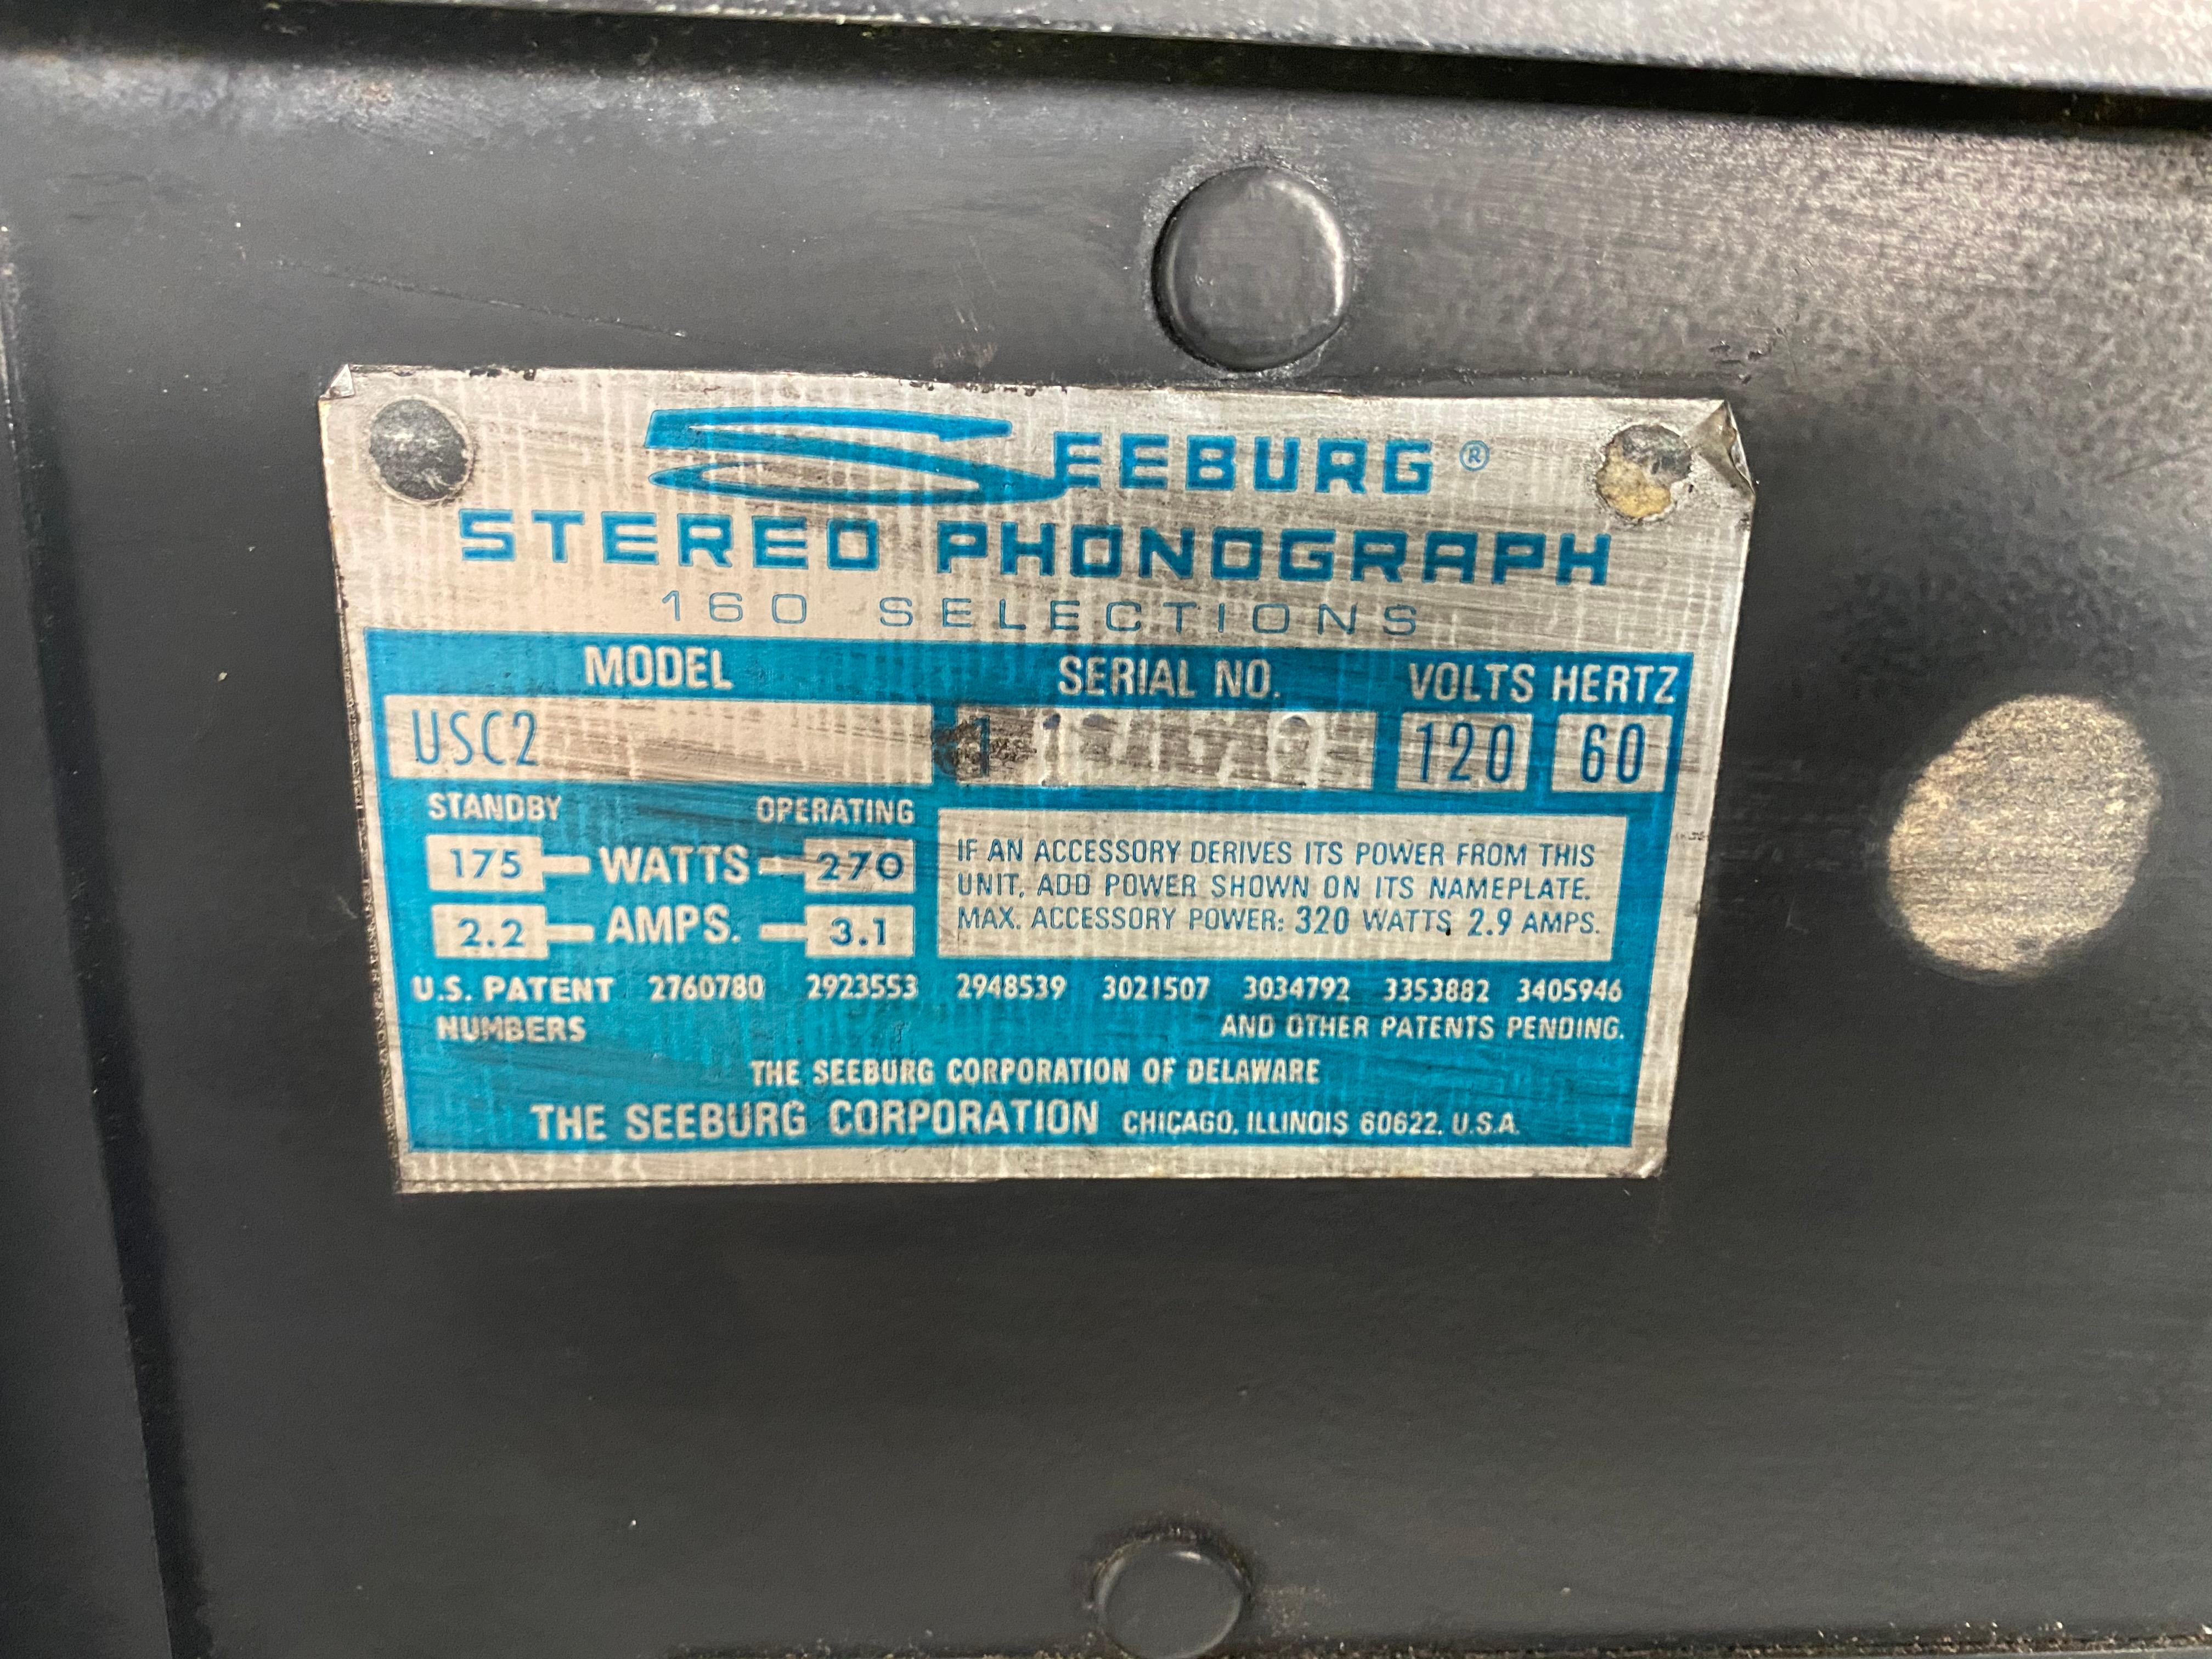 SEEBURG®
STEREO PHONOGRAPH
160 SELECTIONS
MODEL SERIAL NO. VOLTS HERTZ
USC2 120 60
STANDBY OPERATING
175 WATTS 270
2.2 AMPS. 3.1
IF AN ACCESSORY DERIVES ITS POWER FROM THIS
UNIT, ADD POWER SHOWN ON ITS NAMEPLATE.
MAX. ACCESSORY POWER: 320 WATTS, 2.9 AMPS.
U.S. PATENT 2760780 2923553 2948539 3021507 3034792 3353882 3405946
NUMBERS AND OTHER PATENTS PENDING.
THE SEEBURG CORPORATION OF DELAWARE
THE SEEBURG CORPORATION CHICAGO, ILLINOIS 60622, U.S.A.